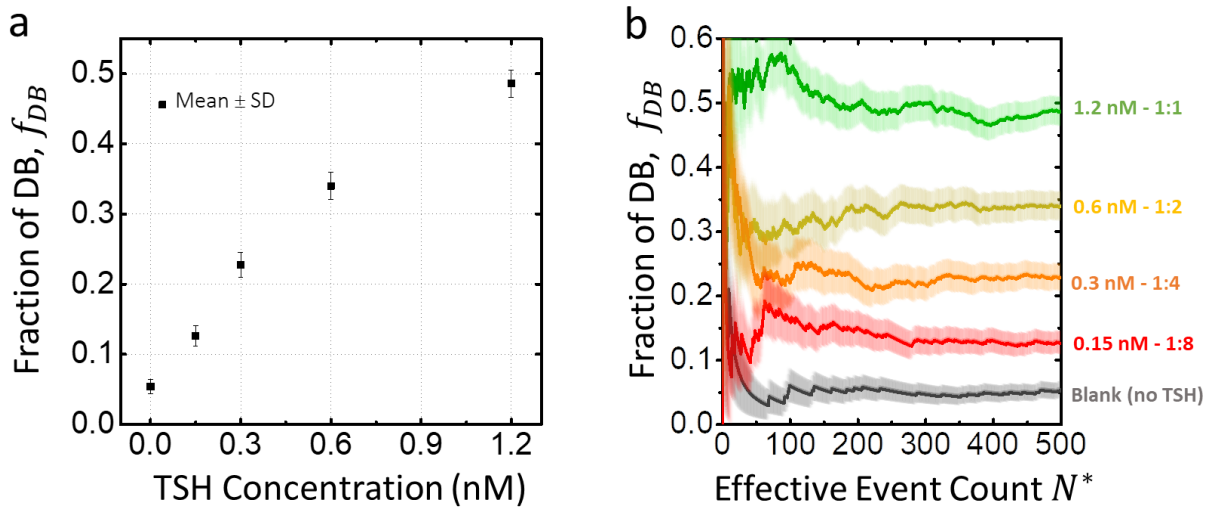 a
Fraction of DB, f_DB
0.5
0.4
0.3
0.2
0.1
0.0
Mean ± SD
0.0 0.3 0.6 0.9 1.2
TSH Concentration (nM)
b
Fraction of DB, f_DB
0.6
0.5
0.4
0.3
0.2
0.1
0.0
0 100 200 300 400 500
Effective Event Count N*
1.2 nM - 1:1
0.6 nM - 1:2
0.3 nM - 1:4
0.15 nM - 1:8
Blank (no TSH)